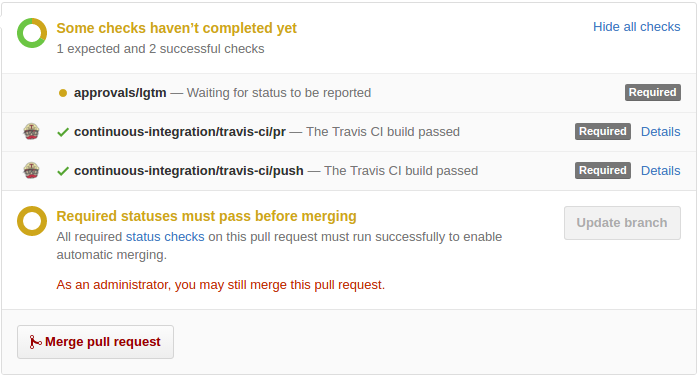 Some checks haven’t completed yet
Hide all checks
1 expected and 2 successful checks
approvals/lgtm — Waiting for status to be reported Required
continuous-integration/travis-ci/pr — The Travis CI build passed Required Details
continuous-integration/travis-ci/push — The Travis CI build passed Required Details
Required statuses must pass before merging
Update branch
All required status checks on this pull request must run successfully to enable
automatic merging.
As an administrator, you may still merge this pull request.
Merge pull request